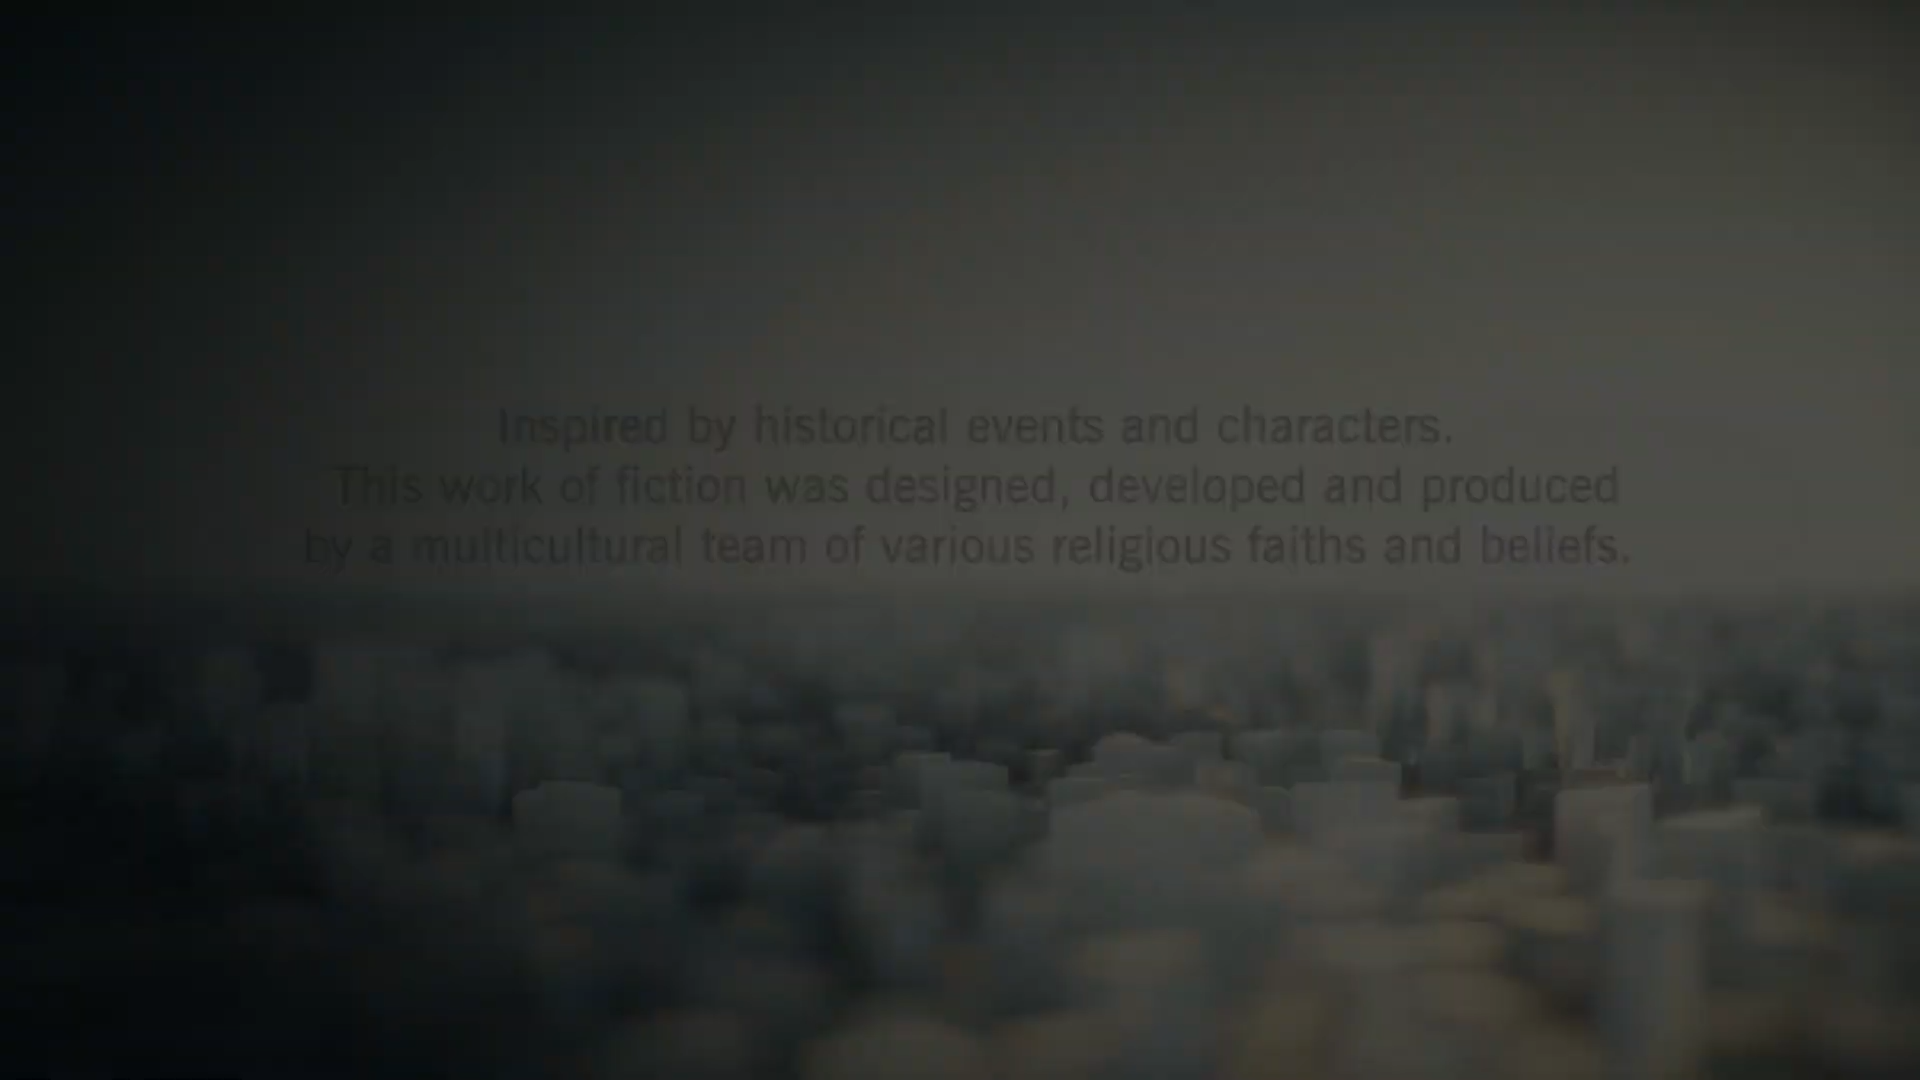 Inspired by historical events and characters.
This work of fiction was designed, developed and produced
by a multicultural team of various religious faiths and beliefs.